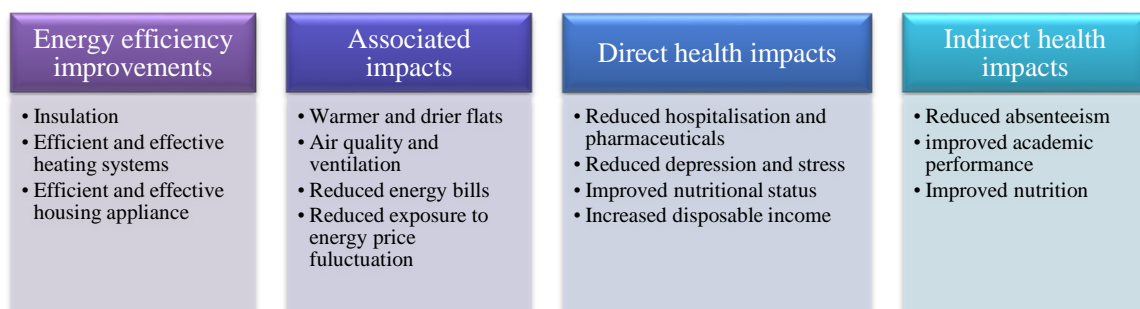 Energy efficiency
improvements
• Insulation
• Efficient and effective
heating systems
• Efficient and effective
housing appliance
Associated
impacts
• Warmer and drier flats
• Air quality and
ventilation
• Reduced energy bills
• Reduced exposure to
energy price
fuluctuation
Direct health impacts
• Reduced hospitalisation and
pharmaceuticals
• Reduced depression and stress
• Improved nutritional status
• Increased disposable income
Indirect health
impacts
• Reduced absenteeism
• improved academic
performance
• Improved nutrition